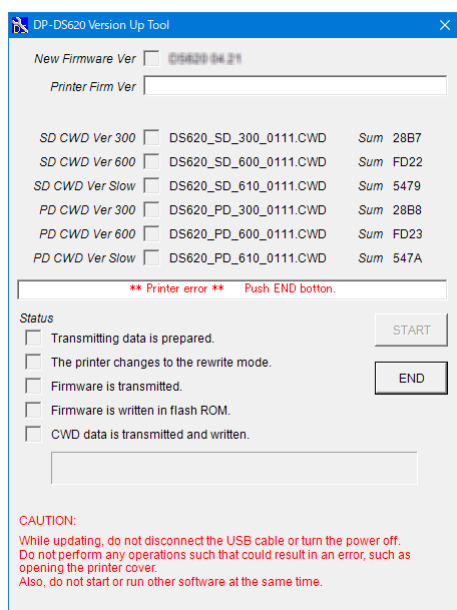 DP-DS620 Version Up Tool
New Firmware Ver
Printer Firm Ver
SD CWD Ver 300 DS620_SD_300_0111.CWD Sum 28B7
SD CWD Ver 600 DS620_SD_600_0111.CWD Sum FD22
SD CWD Ver Slow DS620_SD_610_0111.CWD Sum 5479
PD CWD Ver 300 DS620_PD_300_0111.CWD Sum 28B8
PD CWD Ver 600 DS620_PD_600_0111.CWD Sum FD23
PD CWD Ver Slow DS620_PD_610_0111.CWD Sum 547A
** Printer error ** Push END botton.
Status
Transmitting data is prepared.
START
The printer changes to the rewrite mode.
END
Firmware is transmitted.
Firmware is written in flash ROM.
CWD data is transmitted and written.
CAUTION:
While updating, do not disconnect the USB cable or turn the power off.
Do not perform any operations such that could result in an error, such as
opening the printer cover.
Also, do not start or run other software at the same time.